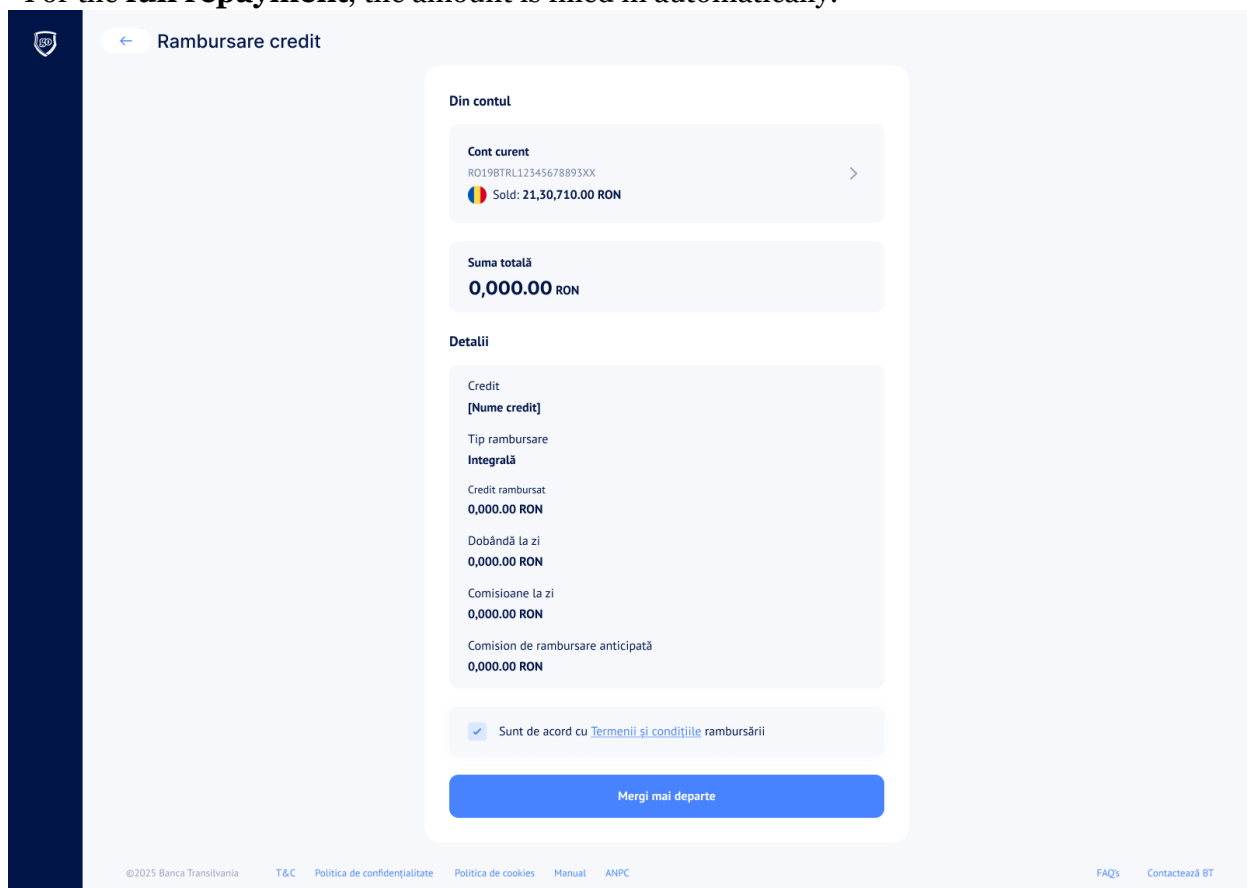 For the full repayment, the amount is filled in automatically.
go
← Rambursare credit
Din contul
Cont curent
RO19BTRL12345678893XX
Sold: 21,30,710.00 RON
Suma totală
0,000.00 RON
Detalii
Credit
[Nume credit]
Tip rambursare
Integrală
Credit rambursat
0,000.00 RON
Dobândă la zi
0,000.00 RON
Comisioane la zi
0,000.00 RON
Comision de rambursare anticipată
0,000.00 RON
Sunt de acord cu Termenii și condițiile rambursării
Mergi mai departe
©2025 Banca Transilvania T&C Politica de confidențialitate Politica de cookies Manual ANPC FAQ's Contactează BT